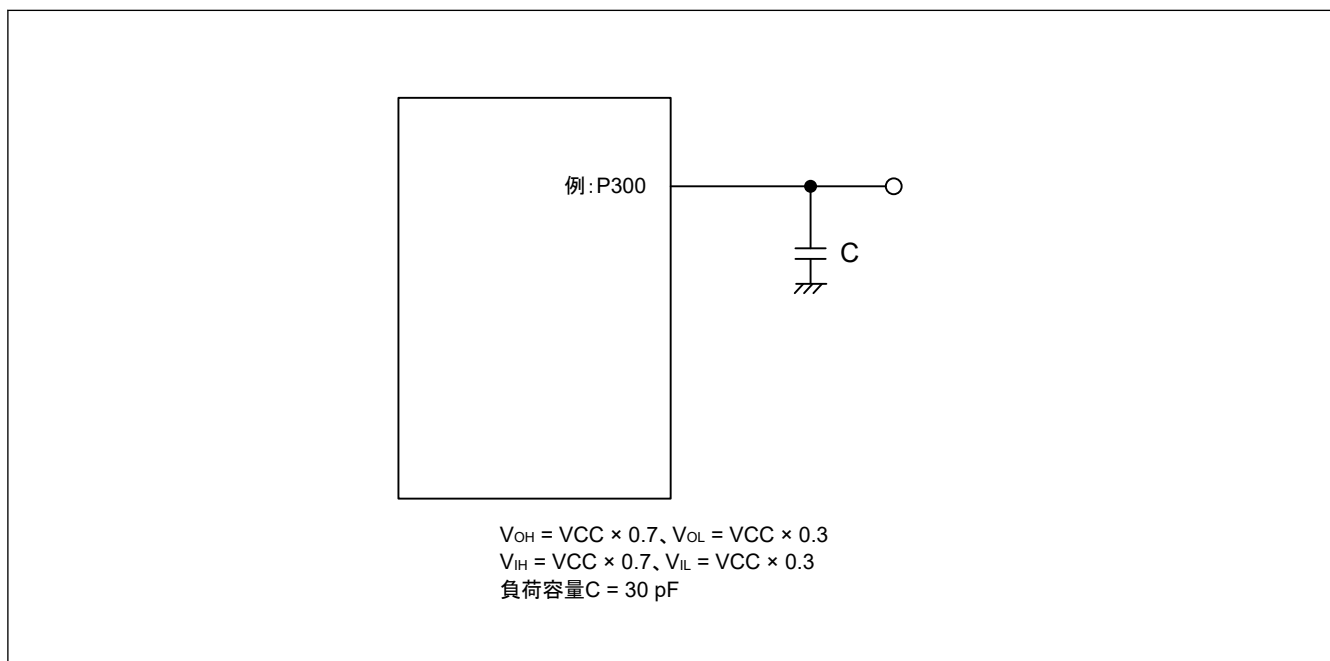 例:P300
C
VOH = VCC × 0.7、VOL = VCC × 0.3
VIH = VCC × 0.7、VIL = VCC × 0.3
負荷容量C = 30 pF